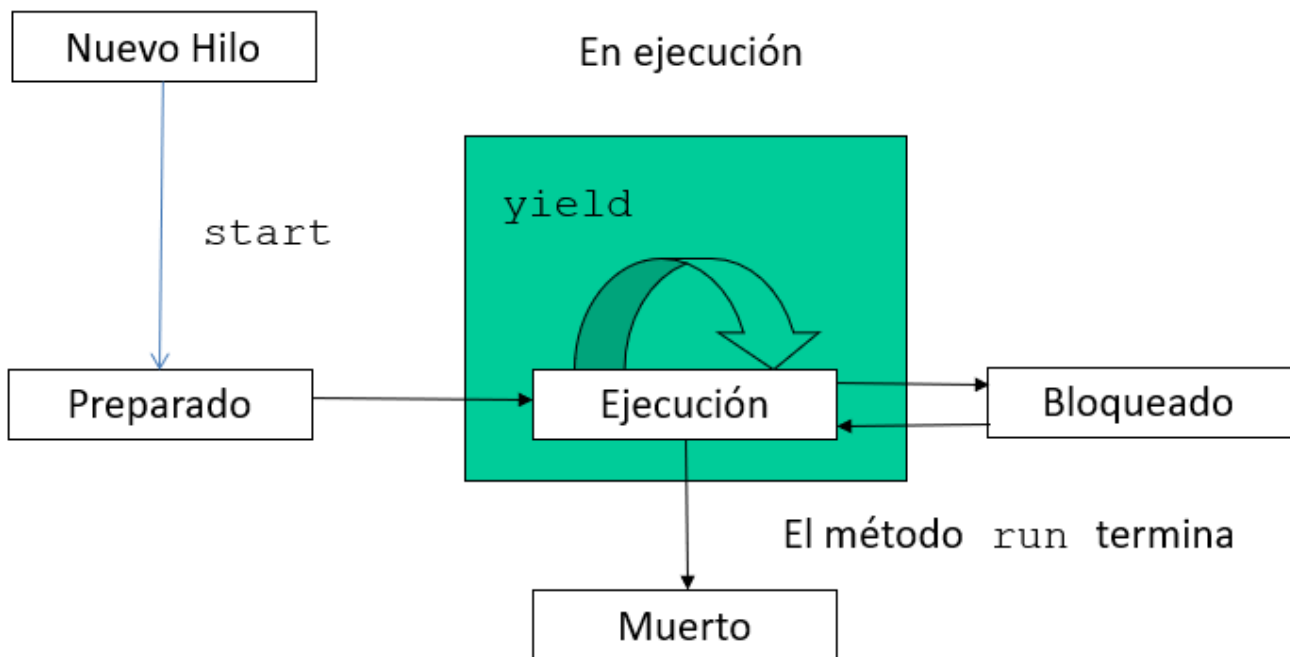 Nuevo Hilo
En ejecución
yield
start
Preparado
Ejecución
Bloqueado
El método run termina
Muerto